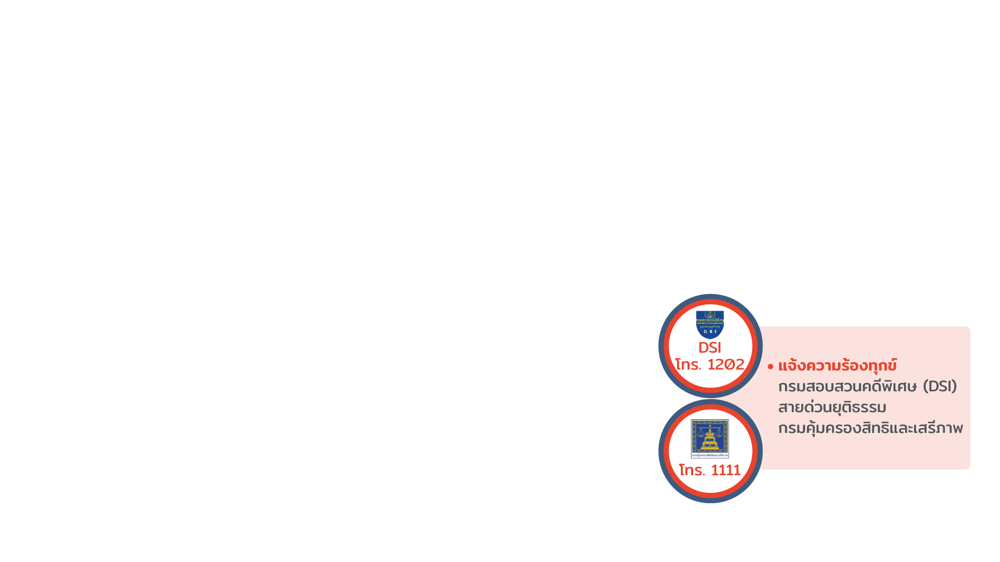 DSI
DSI
โทร. 1202
โทร. 1111
• แจ้งความร้องทุกข์
กรมสอบสวนคดีพิเศษ (DSI)
สายด่วนยุติธรรม
กรมคุ้มครองสิทธิและเสรีภาพ